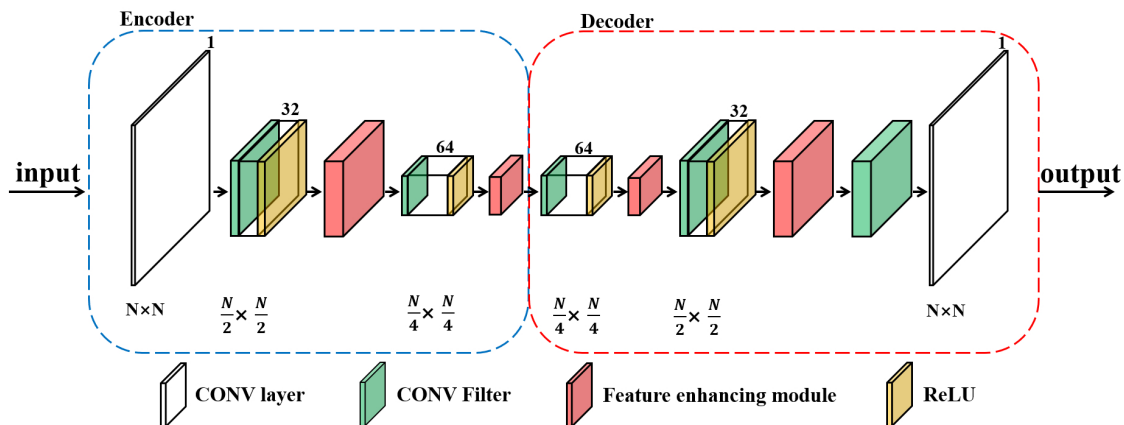 Encoder
Decoder
1
32
64
64
32
1
input
output
N×N
N/2 × N/2
N/4 × N/4
N/4 × N/4
N/2 × N/2
N×N
CONV layer
CONV Filter
Feature enhancing module
ReLU